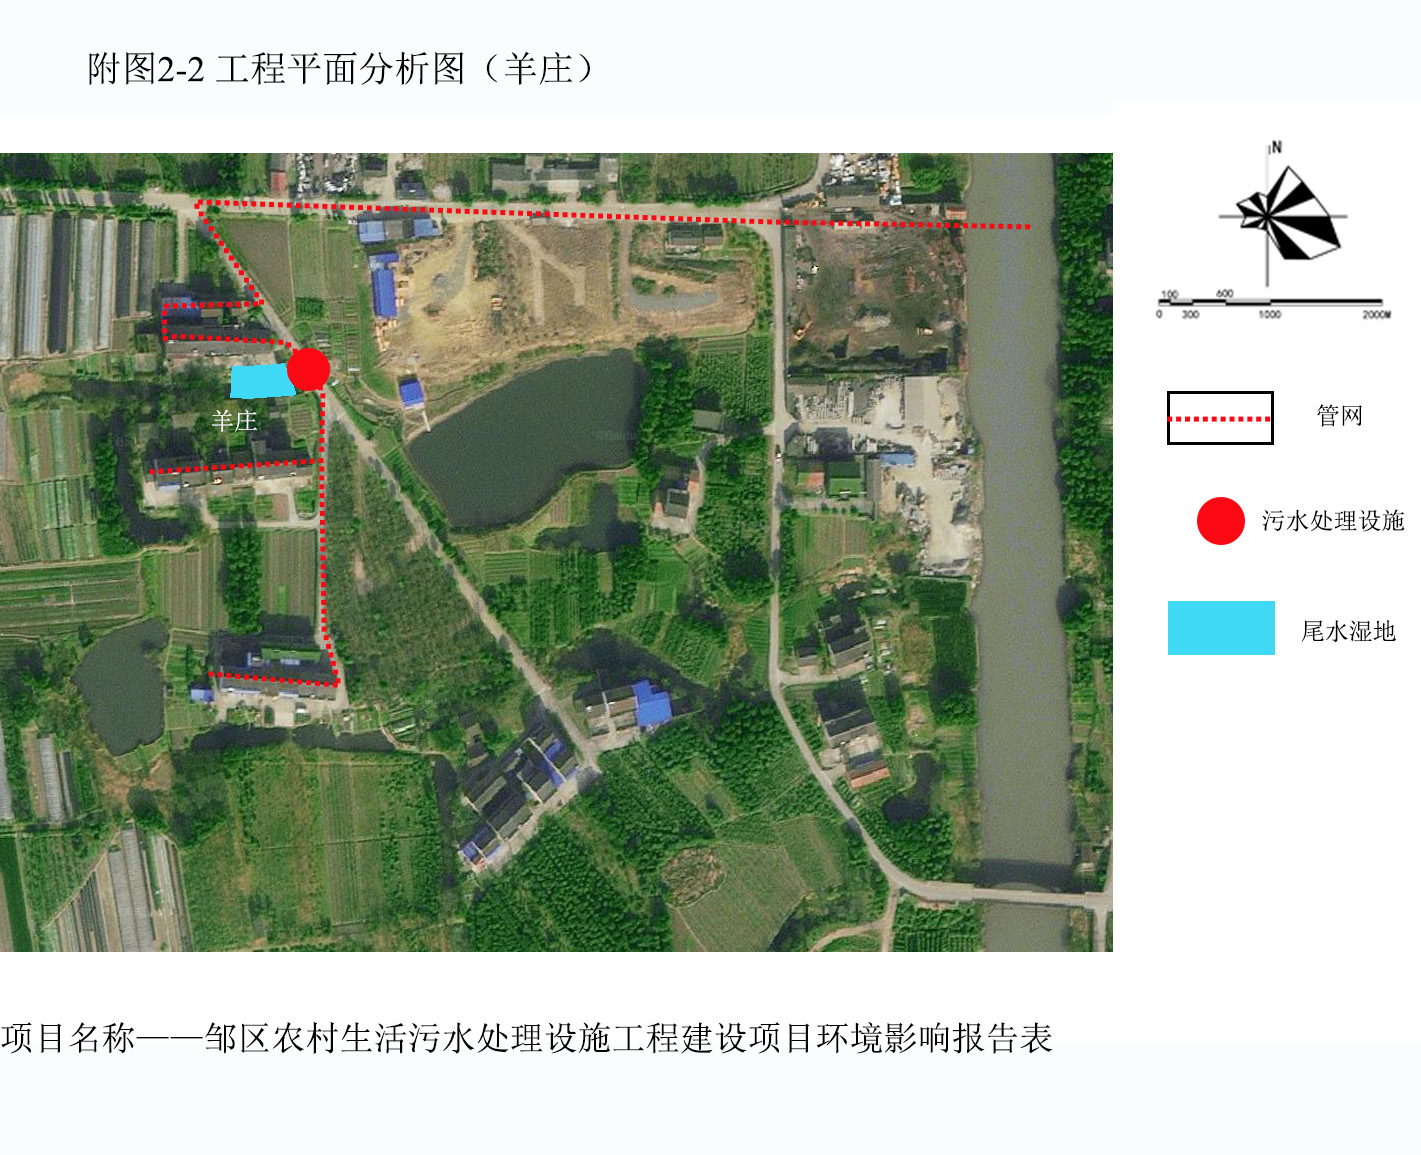 附图2-2 工程平面分析图（羊庄）
N
100 600
0 300 1000 2000M
管网
污水处理设施
尾水湿地
羊庄
项目名称——邹区农村生活污水处理设施工程建设项目环境影响报告表